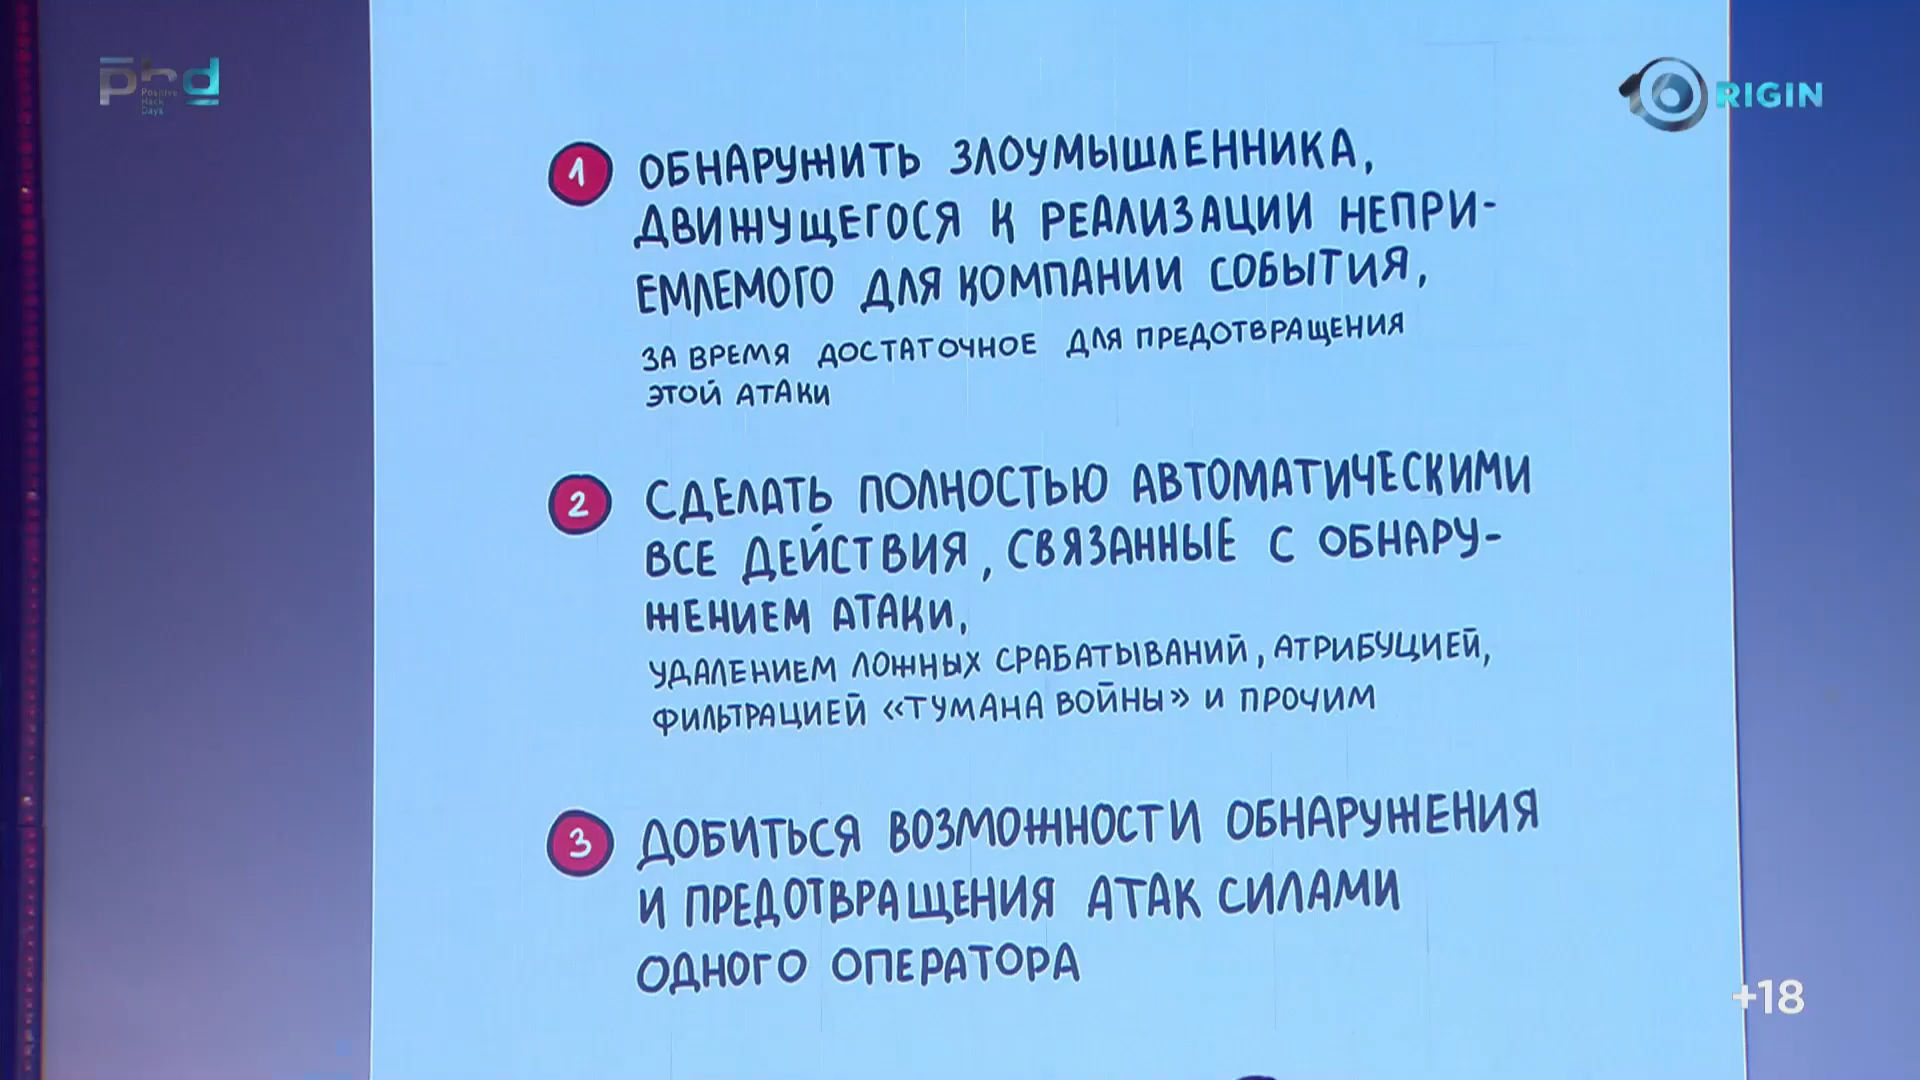 phd
Positive
Hack
Days
10 ORIGIN
1 ОБНАРУЖИТЬ ЗЛОУМЫШЛЕННИКА,
ДВИЖУЩЕГОСЯ К РЕАЛИЗАЦИИ НЕПРИ-
ЕМЛЕМОГО ДЛЯ КОМПАНИИ СОБЫТИЯ,
ЗА ВРЕМЯ ДОСТАТОЧНОЕ ДЛЯ ПРЕДОТВРАЩЕНИЯ
ЭТОЙ АТАКИ
2 СДЕЛАТЬ ПОЛНОСТЬЮ АВТОМАТИЧЕСКИМИ
ВСЕ ДЕЙСТВИЯ, СВЯЗАННЫЕ С ОБНАРУ-
ЖЕНИЕМ АТАКИ,
УДАЛЕНИЕМ ЛОЖНЫХ СРАБАТЫВАНИЙ, АТРИБУЦИЕЙ,
ФИЛЬТРАЦИЕЙ «ТУМАНА ВОЙНЫ» И ПРОЧИМ
3 ДОБИТЬСЯ ВОЗМОЖНОСТИ ОБНАРУЖЕНИЯ
И ПРЕДОТВРАЩЕНИЯ АТАК СИЛАМИ
ОДНОГО ОПЕРАТОРА
+18